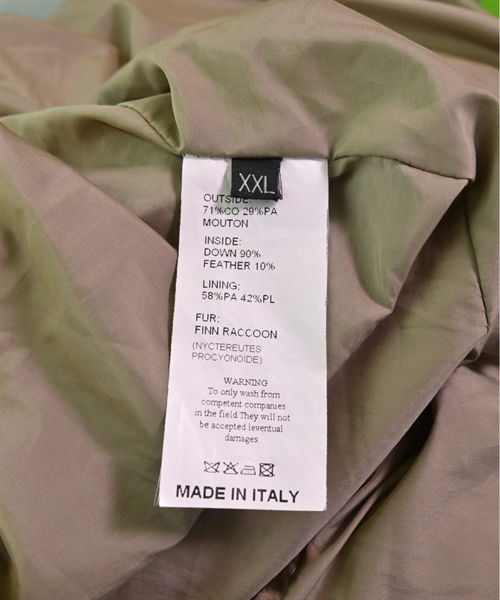 XXL
OUTSIDE
71%CO 29%PA
MOUTON
INSIDE:
DOWN 90%
FEATHER 10%
LINING:
58%PA 42%PL
FUR:
FINN RACCOON
(NYCTEREUTES
PROCYONOIDE)
WARNING
To only wash from
competent companies
in the field They will not
be accepted ieventual
damages
MADE IN ITALY